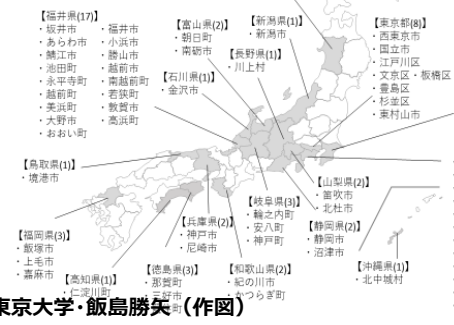 【福井県(17)】
・坂井市　・福井市
・あらわ市　・小浜市
・鯖江市　・勝山市
・池田町　・越前市
・永平寺町　・南越前町
・越前町　・若狭町
・美浜町　・敦賀市
・大野市　・高浜町
・おおい町
【富山県(2)】
・朝日町
・南砺市
【石川県(1)】
・金沢市
【新潟県(1)】
・新潟市
【長野県(1)】
・川上村
【東京都(8)】
・西東京市
・国立市
・江戸川区
・文京区・板橋区
・豊島区
・杉並区
・東村山市
【鳥取県(1)】
・境港市
【福岡県(3)】
・飯塚市
・上毛市
・嘉麻市
【高知県(1)】
・仁淀川町
【兵庫県(2)】
・神戸市
・尼崎市
【徳島県(3)】
・那賀町
・三好市
【和歌山県(2)】
・紀の川市
・かつらぎ町
【岐阜県(3)】
・輪之内町
・安八町
・神戸町
【山梨県(2)】
・笛吹市
・北杜市
【静岡県(2)】
・静岡市
・沼津市
【沖縄県(1)】
・北中城村
東京大学・飯島勝矢（作図）